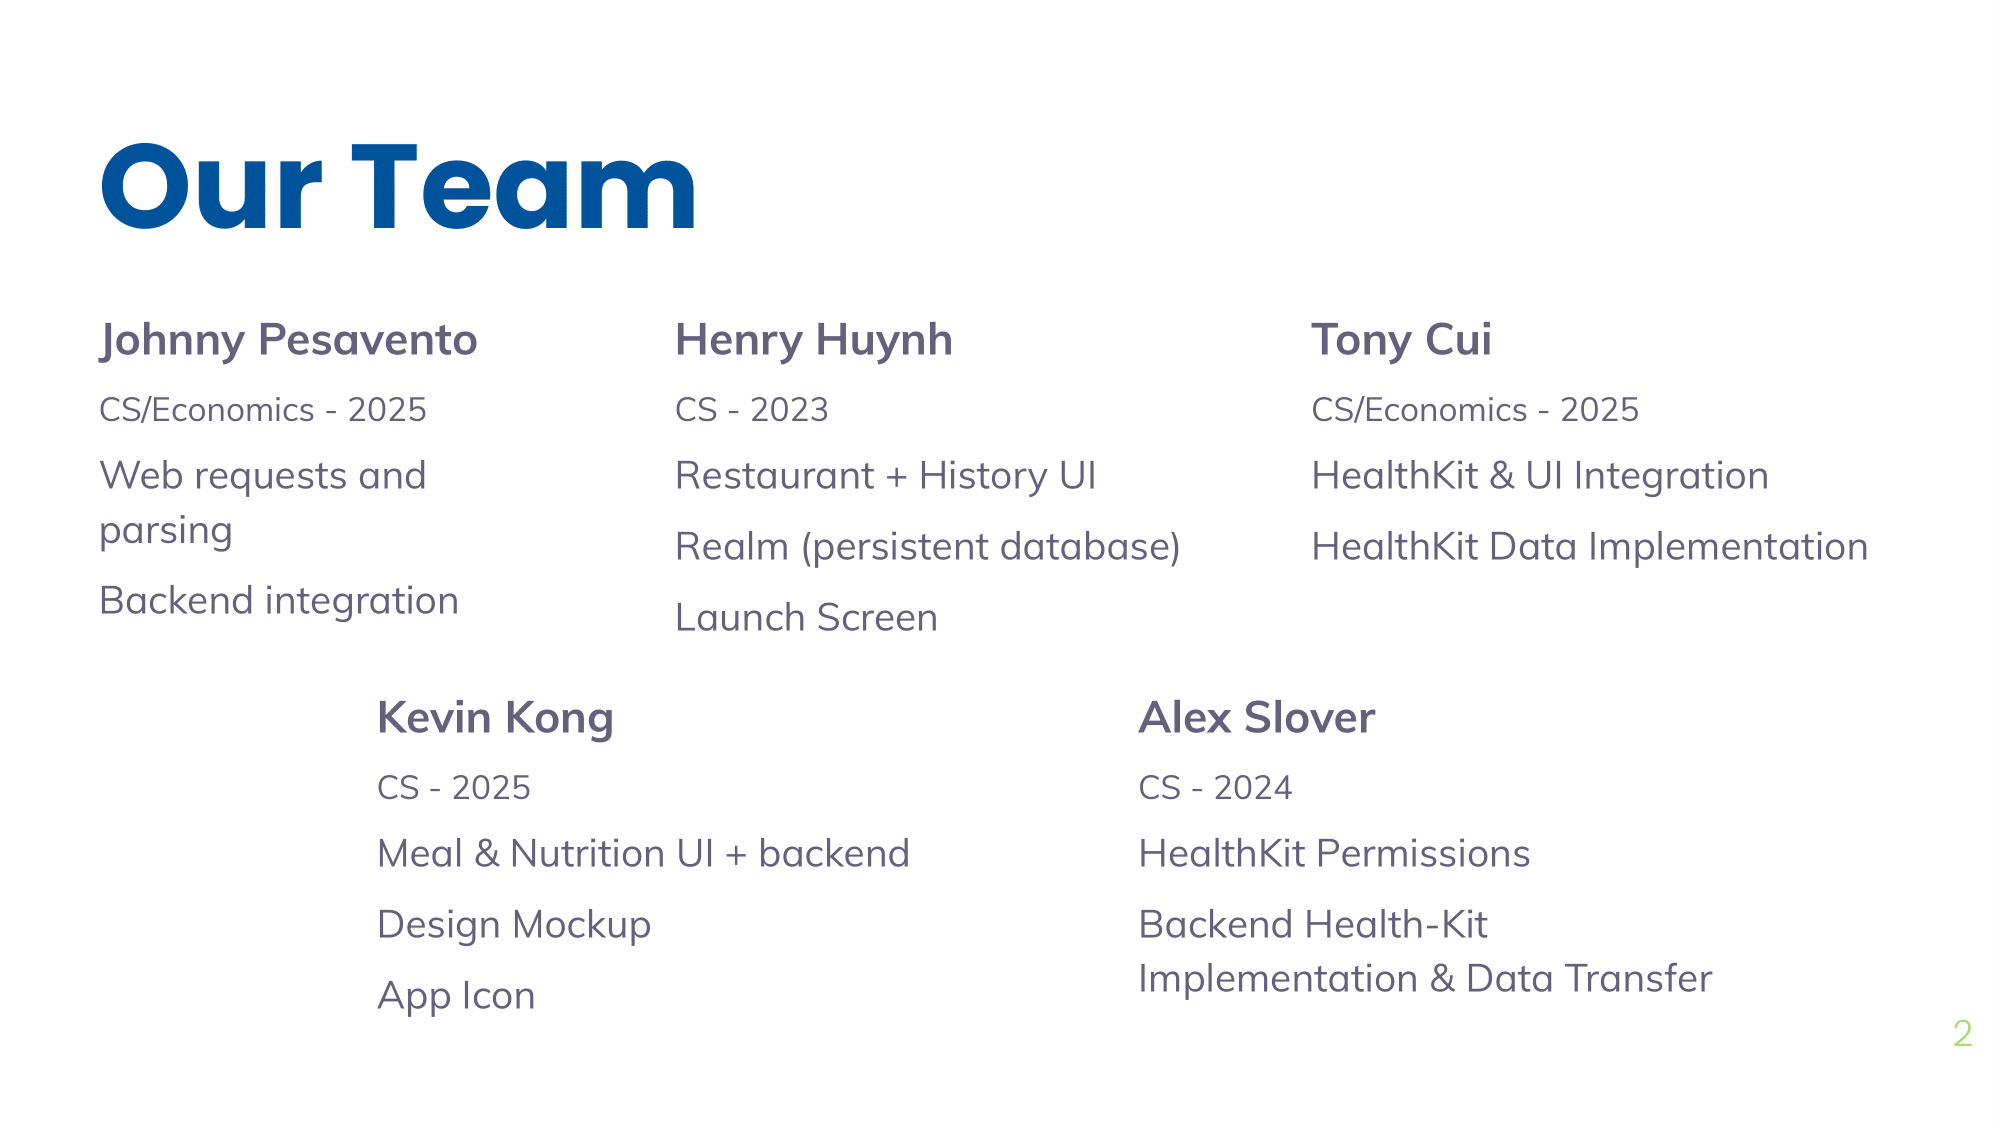 Our Team
Johnny Pesavento
CS/Economics - 2025
Web requests and
parsing
Backend integration
Henry Huynh
CS - 2023
Restaurant + History UI
Realm (persistent database)
Launch Screen
Tony Cui
CS/Economics - 2025
HealthKit & UI Integration
HealthKit Data Implementation
Kevin Kong
CS - 2025
Meal & Nutrition UI + backend
Design Mockup
App Icon
Alex Slover
CS - 2024
HealthKit Permissions
Backend Health-Kit
Implementation & Data Transfer
2